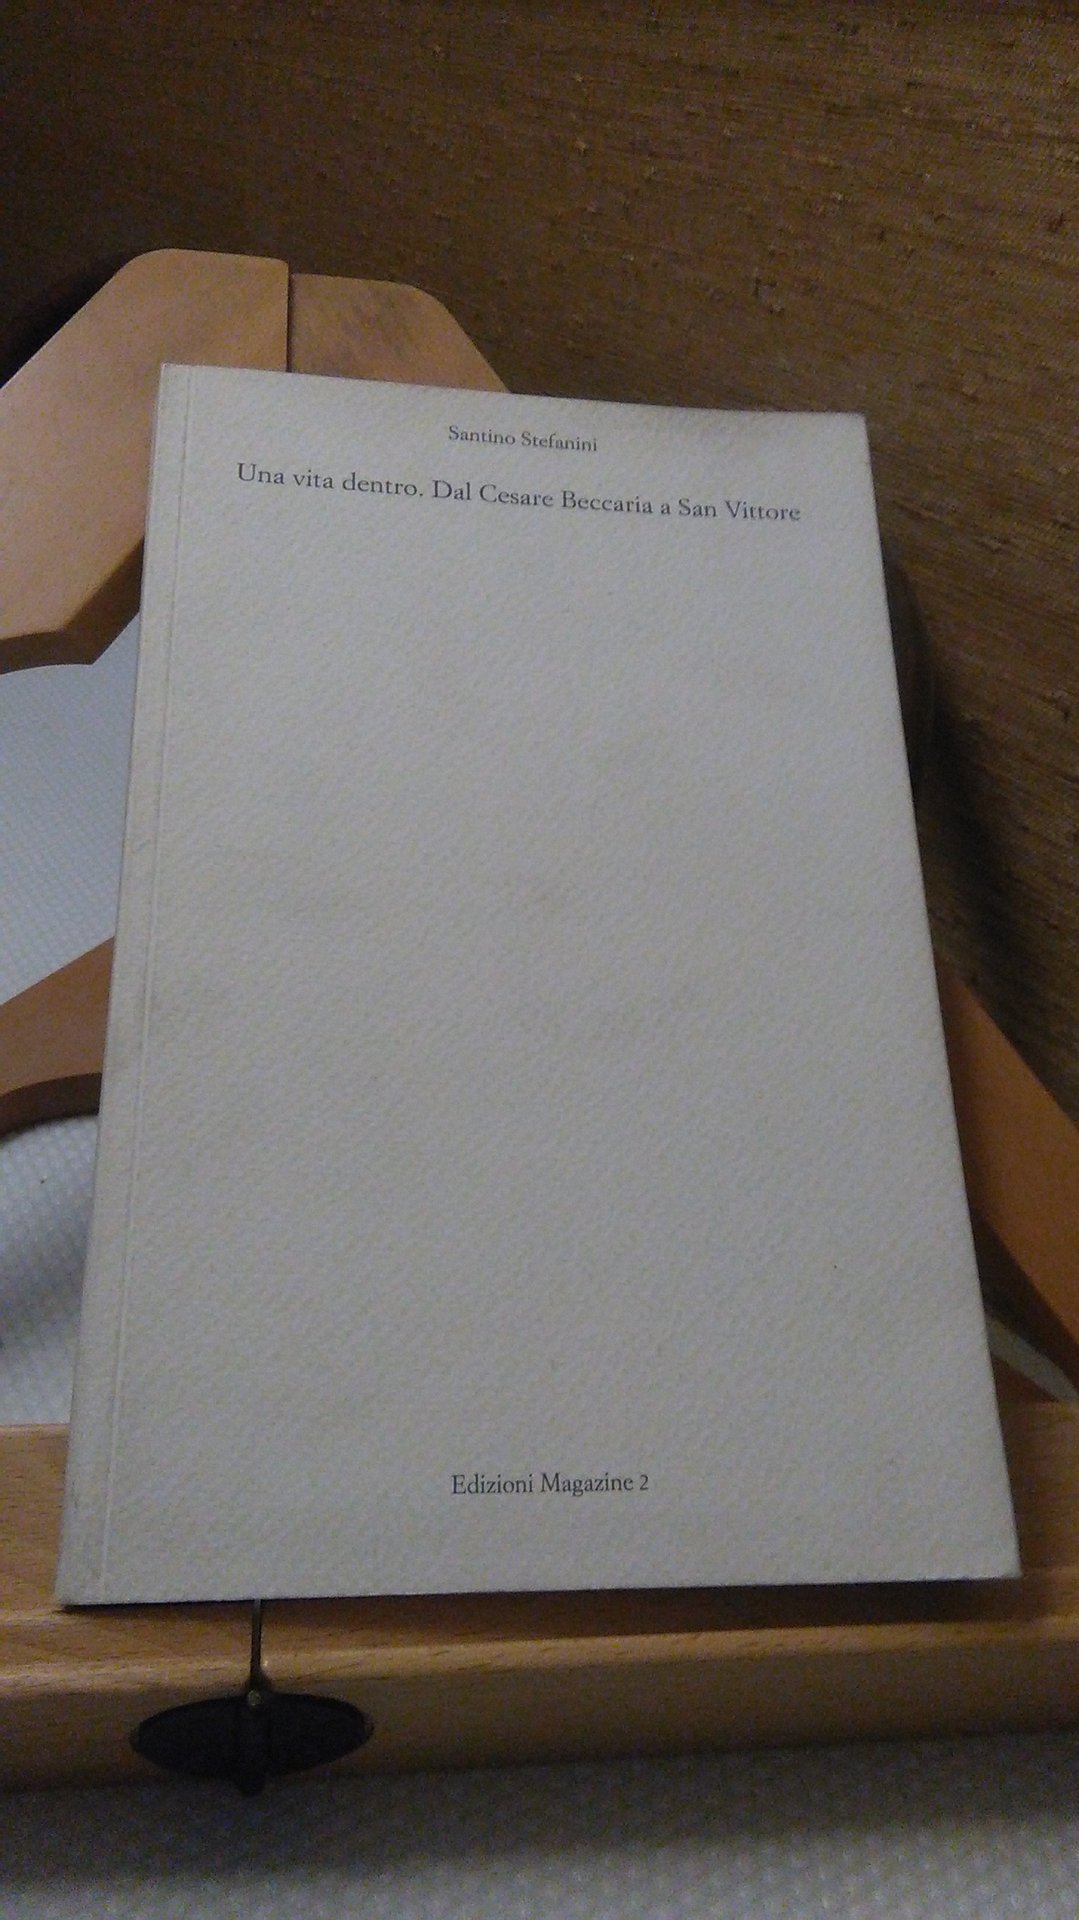 Santino Stefanini
Una vita dentro. Dal Cesare Beccaria a San Vittore
Edizioni Magazine 2